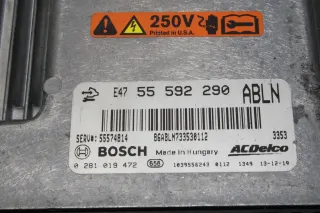 250V
Printed in U.S.A.
E47 55 592 290 ABLN
SERV#: 55574814 B6ABLN733530112 3353
BOSCH Made in Hungary ACDelco
0 281 019 472 658 1039S56243 0112 1349 13-12-19